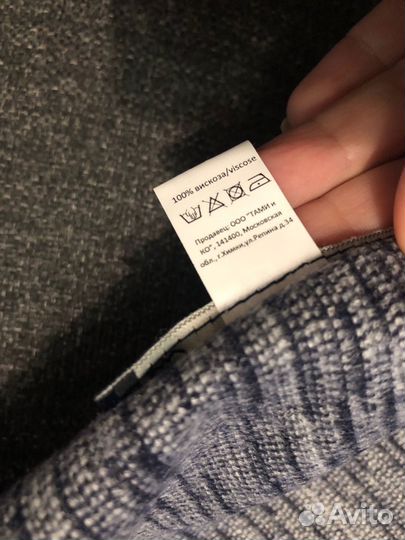 100% вискоза/viscose
Продавец: ООО "ТАМИ и
КО", 141400, Московская
обл., г.Химки,ул.Репина д.34
Avito